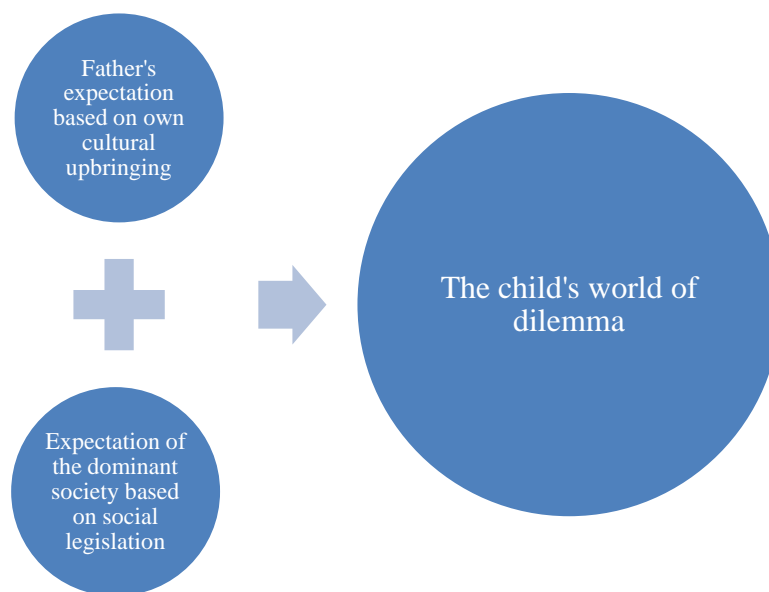 Father's
expectation
based on own
cultural
upbringing
Expectation of
the dominant
society based
on social
legislation
The child's world of
dilemma